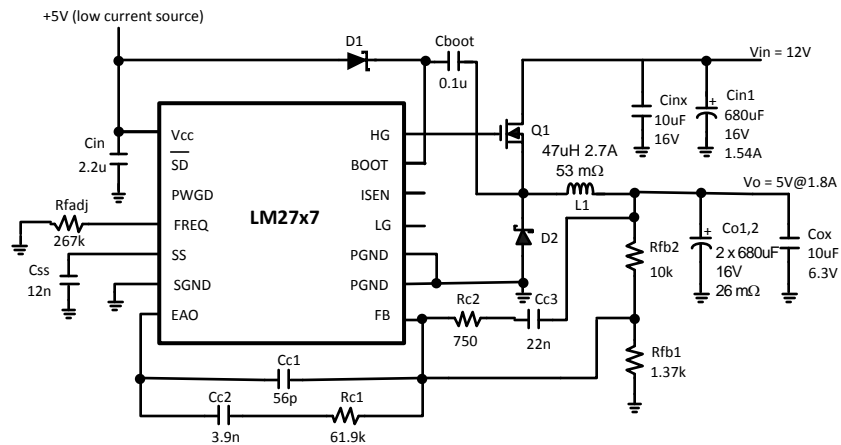 +5V (low current source)
D1
Cboot
0.1u
Vin = 12V
Cinx
10uF
16V
Cin1
+
680uF
16V
1.54A
Cin
2.2u
Vcc
SD
PWGD
FREQ
SS
SGND
EAO
LM27x7
HG
BOOT
ISEN
LG
PGND
PGND
FB
Q1
47uH 2.7A
53 mΩ
L1
Vo = 5V@1.8A
D2
Rfadj
267k
Css
12n
Rfb2
10k
+
Co1,2
2 x 680uF
16V
26 mΩ
Cox
10uF
6.3V
Rc2
750
Cc3
22n
Rfb1
1.37k
Cc1
56p
Cc2
3.9n
Rc1
61.9k